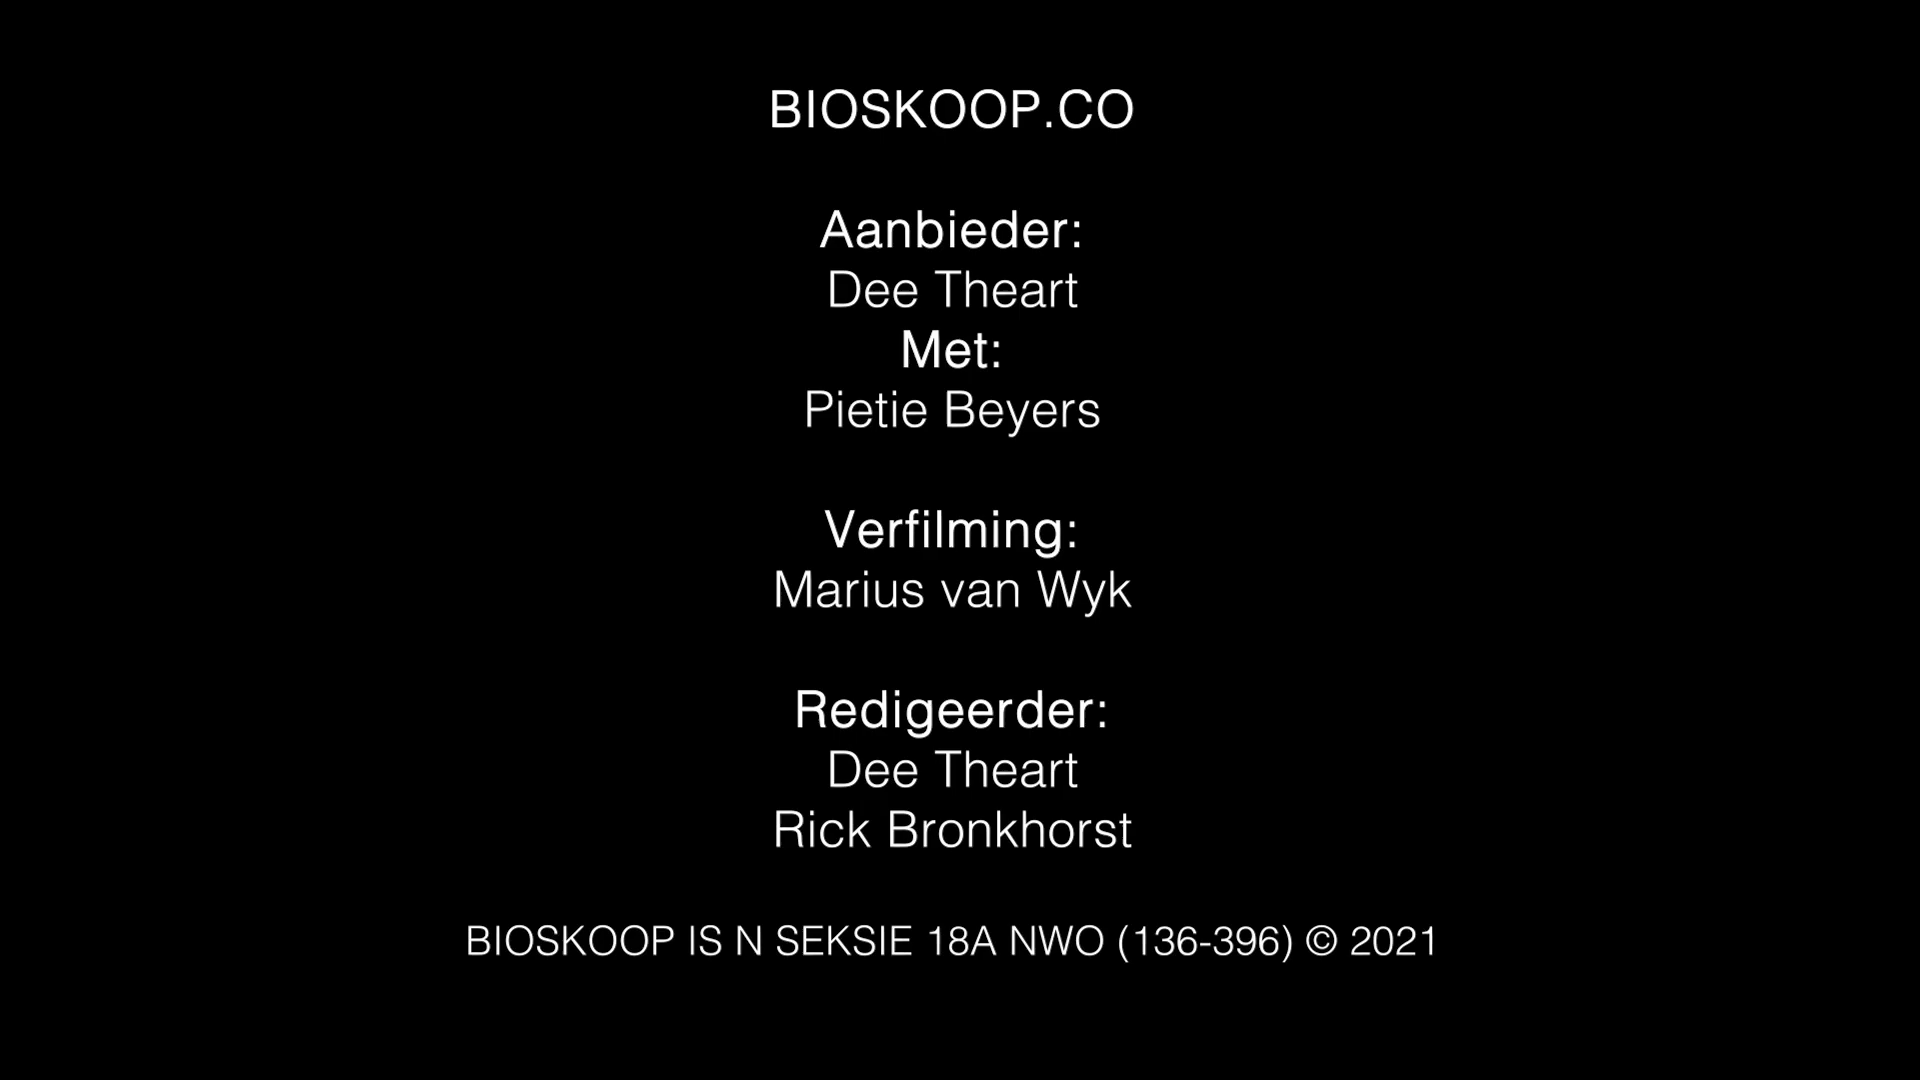 BIOSKOOP.CO
Aanbieder:
Dee Theart
Met:
Pietie Beyers
Verfilming:
Marius van Wyk
Redigeerder:
Dee Theart
Rick Bronkhorst
BIOSKOOP IS N SEKSIE 18A NWO (136-396) © 2021